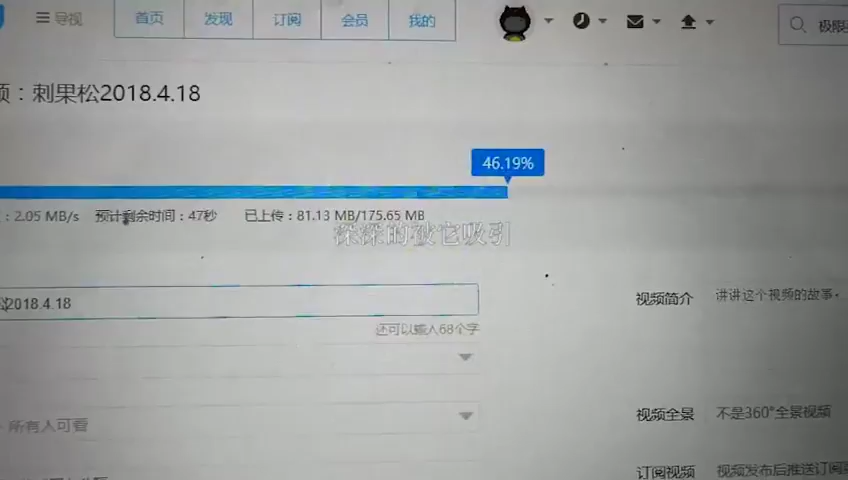 导视 首页 发现 订阅 会员 我的 极限
频：刺果松2018.4.18
46.19%
：2.05 MB/s 预计剩余时间：47秒 已上传：81.13 MB/175.65 MB
深深的被它吸引
松2018.4.18 视频简介 讲讲这个视频的故事·
还可以输入68个字
所有人可看 视频全景 不是360°全景视频
订阅视频 视频发布后推送订阅